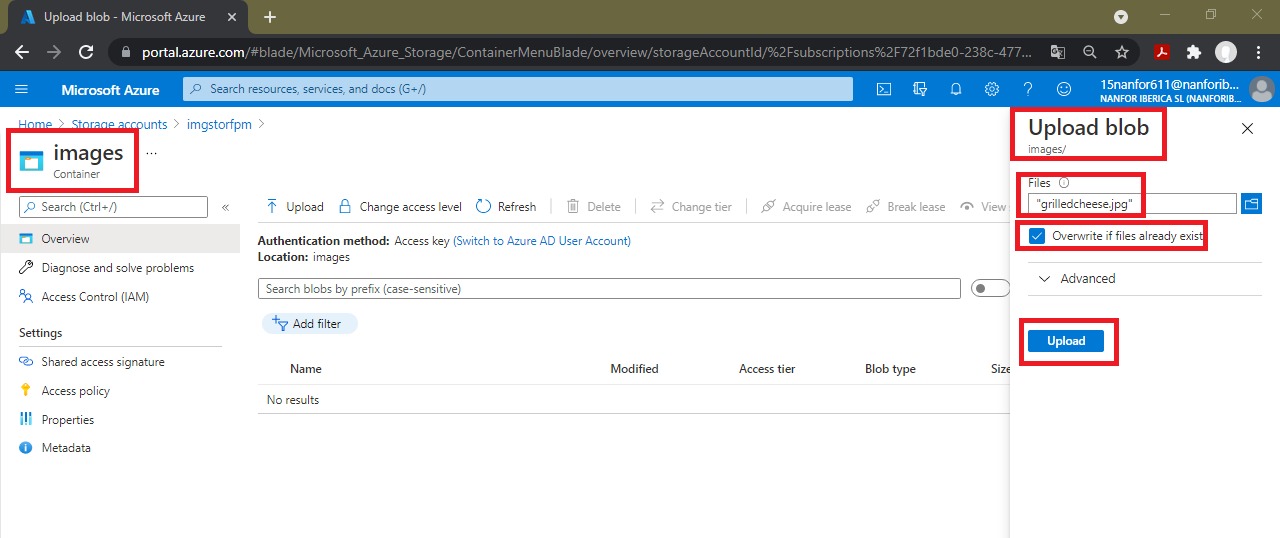 Upload blob - Microsoft Azure
portal.azure.com/#blade/Microsoft_Azure_Storage/ContainerMenuBlade/overview/storageAccountId/%2Fsubscriptions%2F72f1bde0-238c-477...
Microsoft Azure
Search resources, services, and docs (G+/)
15nanfor611@nanforib...
NANFOR IBERICA SL (NANFORIB...
Home > Storage accounts > imgstorfpm >
images
...
Container
Search (Ctrl+/)
«
Overview
Diagnose and solve problems
Access Control (IAM)
Settings
Shared access signature
Access policy
Properties
Metadata
Upload
Change access level
Refresh
Delete
Change tier
Acquire lease
Break lease
View
Authentication method: Access key (Switch to Azure AD User Account)
Location: images
Search blobs by prefix (case-sensitive)
Add filter
Name Modified Access tier Blob type Size
No results
Upload blob
images/
Files
"grilledcheese.jpg"
Overwrite if files already exist
Advanced
Upload